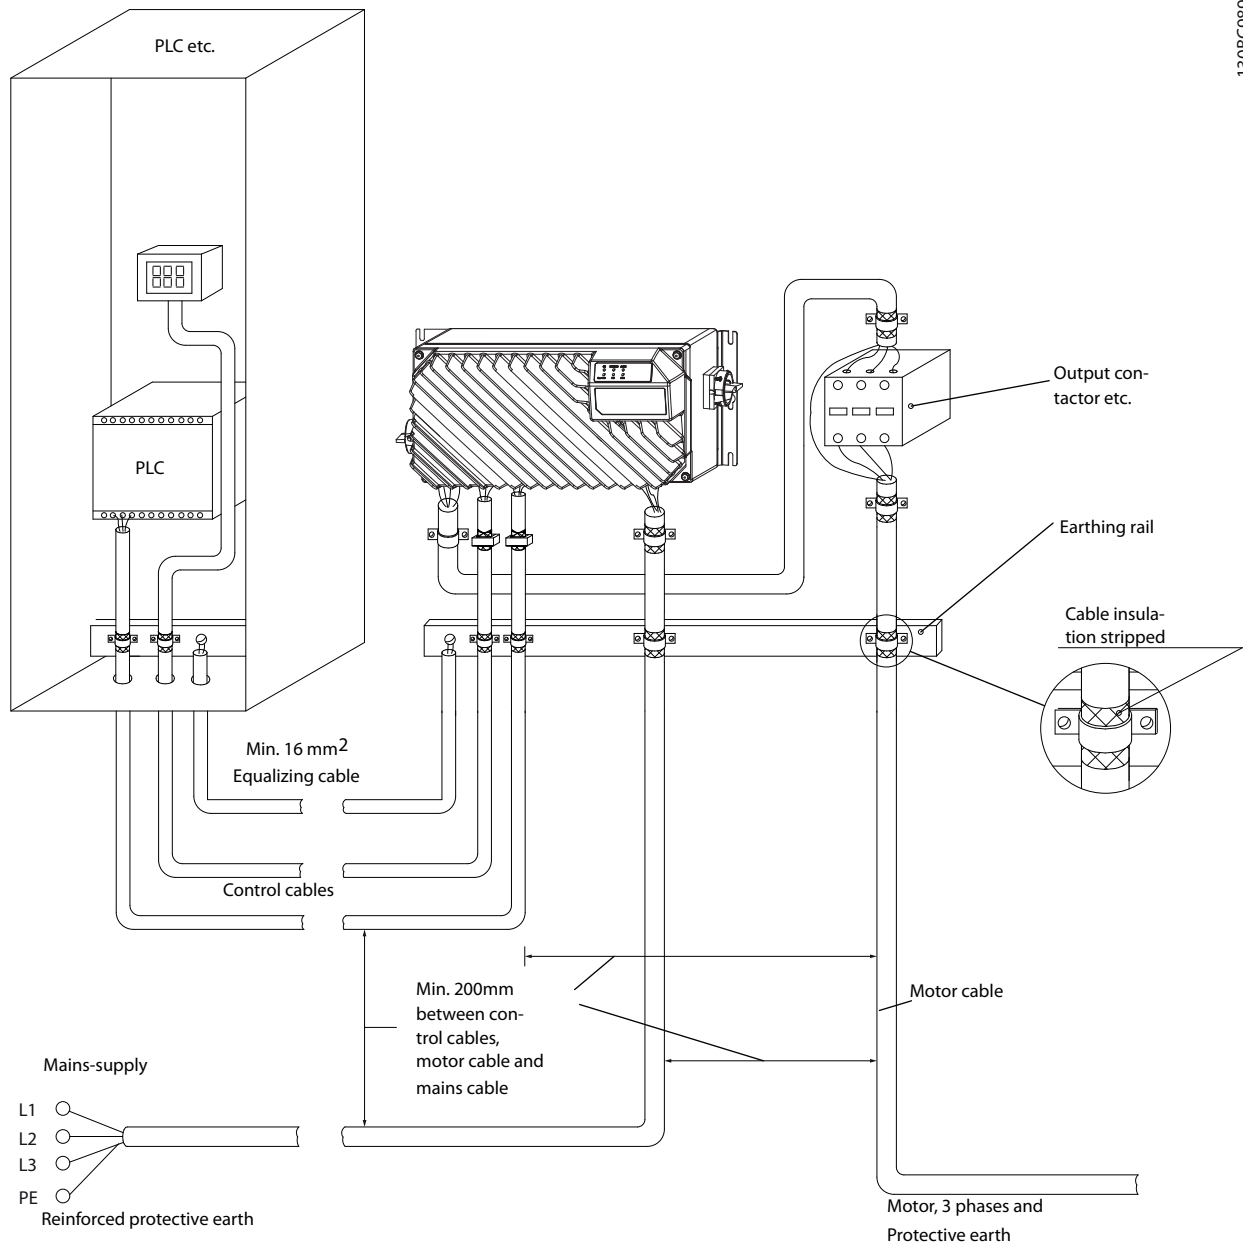 PLC etc.
PLC
Output con-
tactor etc.
Earthing rail
Cable insula-
tion stripped
Min. 16 mm2
Equalizing cable
Control cables
Min. 200mm
between con-
trol cables,
motor cable and
mains cable
Motor cable
Mains-supply
L1
L2
L3
PE
Reinforced protective earth
Motor, 3 phases and
Protective earth